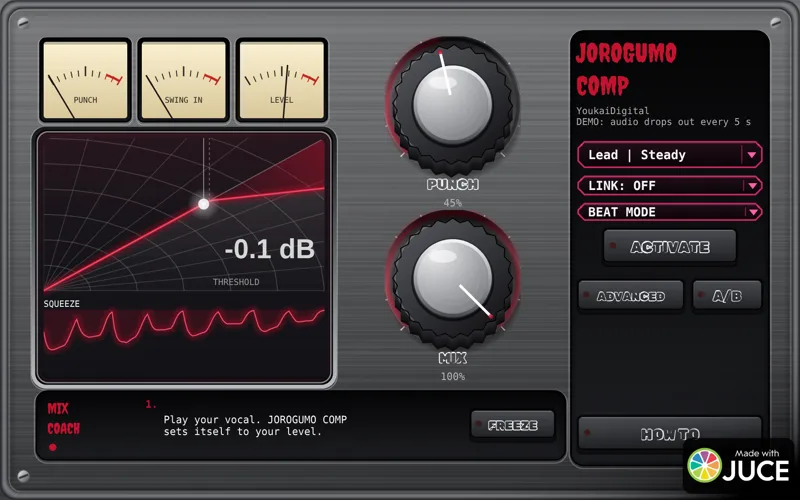 PUNCH
SWING IN
LEVEL
-0.1 dB
THRESHOLD
SQUEEZE
MIX
COACH
1.
Play your vocal. JOROGUMO COMP
sets itself to your level.
FREEZE
PUNCH
45%
MIX
100%
JOROGUMO
COMP
YoukaiDigital
DEMO: audio drops out every 5 s
Lead | Steady
LINK: OFF
BEAT MODE
ACTIVATE
ADVANCED
A/B
HOW TO
Made with
JUCE